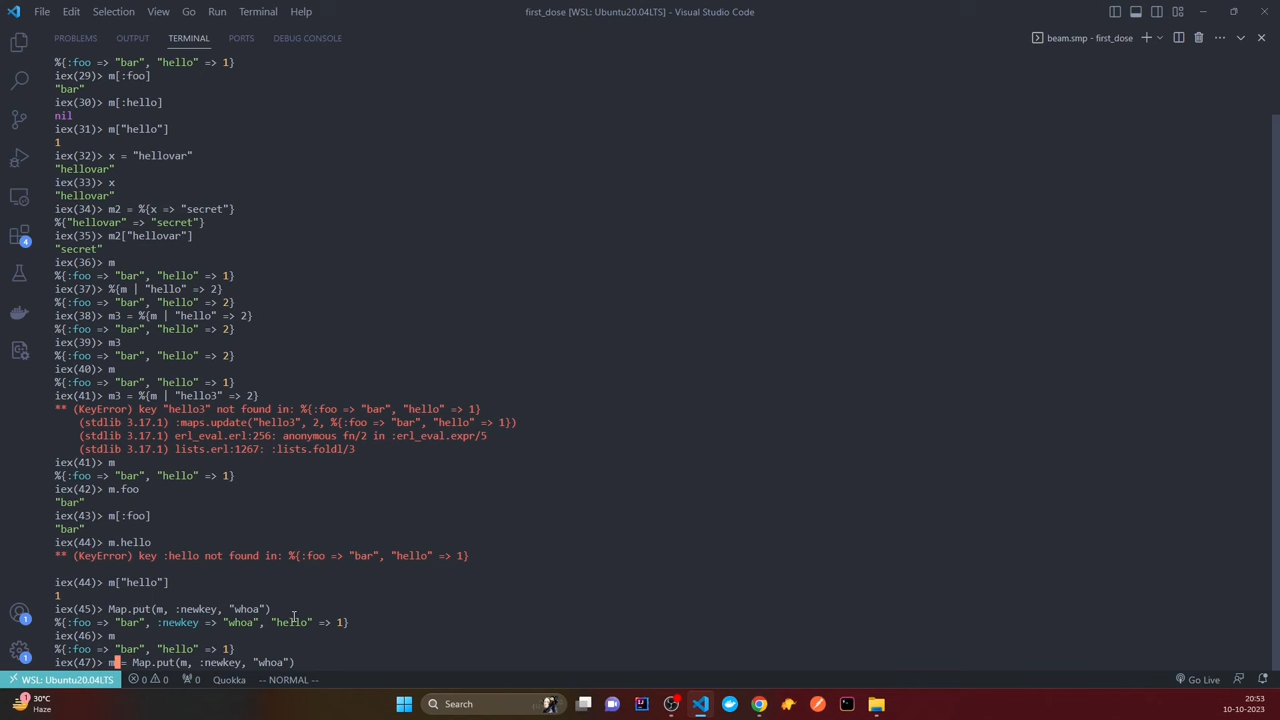 File Edit Selection View Go Run Terminal Help
first_dose [WSL: Ubuntu20.04LTS] - Visual Studio Code
PROBLEMS OUTPUT TERMINAL PORTS DEBUG CONSOLE
beam.smp - first_dose
%{:foo => "bar", "hello" => 1}
iex(29)> m[:foo]
"bar"
iex(30)> m[:hello]
nil
iex(31)> m["hello"]
1
iex(32)> x = "hellovar"
"hellovar"
iex(33)> x
"hellovar"
iex(34)> m2 = %{x => "secret"}
%{"hellovar" => "secret"}
iex(35)> m2["hellovar"]
"secret"
iex(36)> m
%{:foo => "bar", "hello" => 1}
iex(37)> %{m | "hello" => 2}
%{:foo => "bar", "hello" => 2}
iex(38)> m3 = %{m | "hello" => 2}
%{:foo => "bar", "hello" => 2}
iex(39)> m3
%{:foo => "bar", "hello" => 2}
iex(40)> m
%{:foo => "bar", "hello" => 1}
iex(41)> m3 = %{m | "hello3" => 2}
** (KeyError) key "hello3" not found in: %{:foo => "bar", "hello" => 1}
(stdlib 3.17.1) :maps.update("hello3", 2, %{:foo => "bar", "hello" => 1})
(stdlib 3.17.1) erl_eval.erl:256: anonymous fn/2 in :erl_eval.expr/5
(stdlib 3.17.1) lists.erl:1267: :lists.foldl/3
iex(41)> m
%{:foo => "bar", "hello" => 1}
iex(42)> m.foo
"bar"
iex(43)> m[:foo]
"bar"
iex(44)> m.hello
** (KeyError) key :hello not found in: %{:foo => "bar", "hello" => 1}
iex(44)> m["hello"]
1
iex(45)> Map.put(m, :newkey, "whoa")
%{:foo => "bar", :newkey => "whoa", "hello" => 1}
iex(46)> m
%{:foo => "bar", "hello" => 1}
iex(47)> m = Map.put(m, :newkey, "whoa")
4
1
1
WSL: Ubuntu20.04LTS 0 0 0 Quokka -- NORMAL -- Go Live
30°C
Haze
Search
20:53
10-10-2023